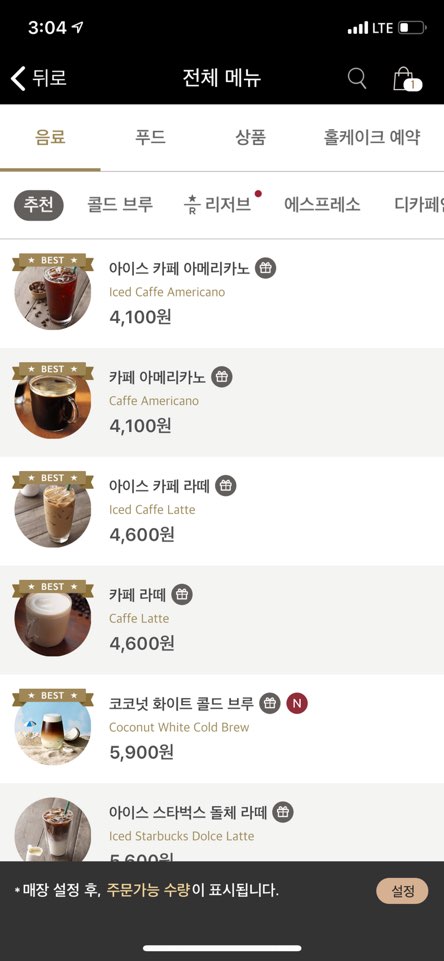 3:04
LTE
뒤로
전체 메뉴
1
음료
푸드
상품
홀케이크 예약
추천
콜드 브루
R 리저브
에스프레소
디카페인
BEST
아이스 카페 아메리카노
Iced Caffe Americano
4,100원
BEST
카페 아메리카노
Caffe Americano
4,100원
BEST
아이스 카페 라떼
Iced Caffe Latte
4,600원
BEST
카페 라떼
Caffe Latte
4,600원
BEST
코코넛 화이트 콜드 브루
N
Coconut White Cold Brew
5,900원
아이스 스타벅스 돌체 라떼
Iced Starbucks Dolce Latte
5,600원
*매장 설정 후, 주문가능 수량이 표시됩니다.
설정